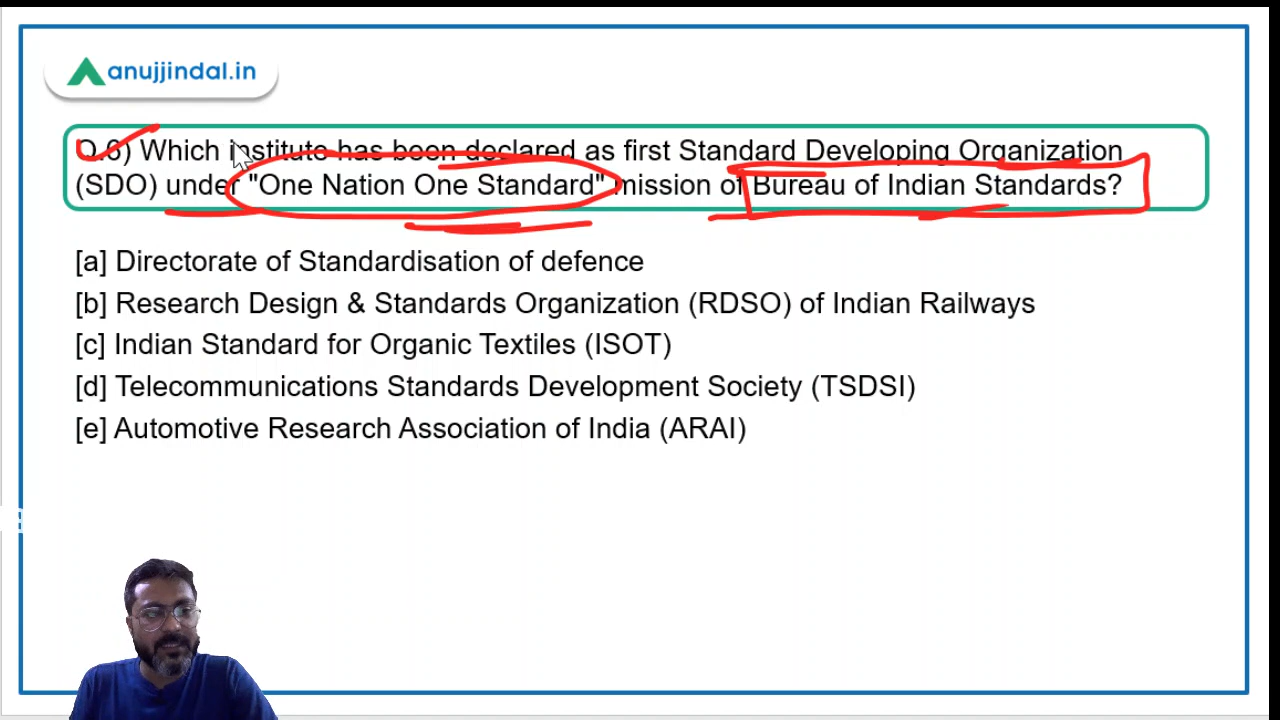 anujjindal.in
Q.6) Which institute has been declared as first Standard Developing Organization
(SDO) under "One Nation One Standard" mission of Bureau of Indian Standards?
[a] Directorate of Standardisation of defence
[b] Research Design & Standards Organization (RDSO) of Indian Railways
[c] Indian Standard for Organic Textiles (ISOT)
[d] Telecommunications Standards Development Society (TSDSI)
[e] Automotive Research Association of India (ARAI)